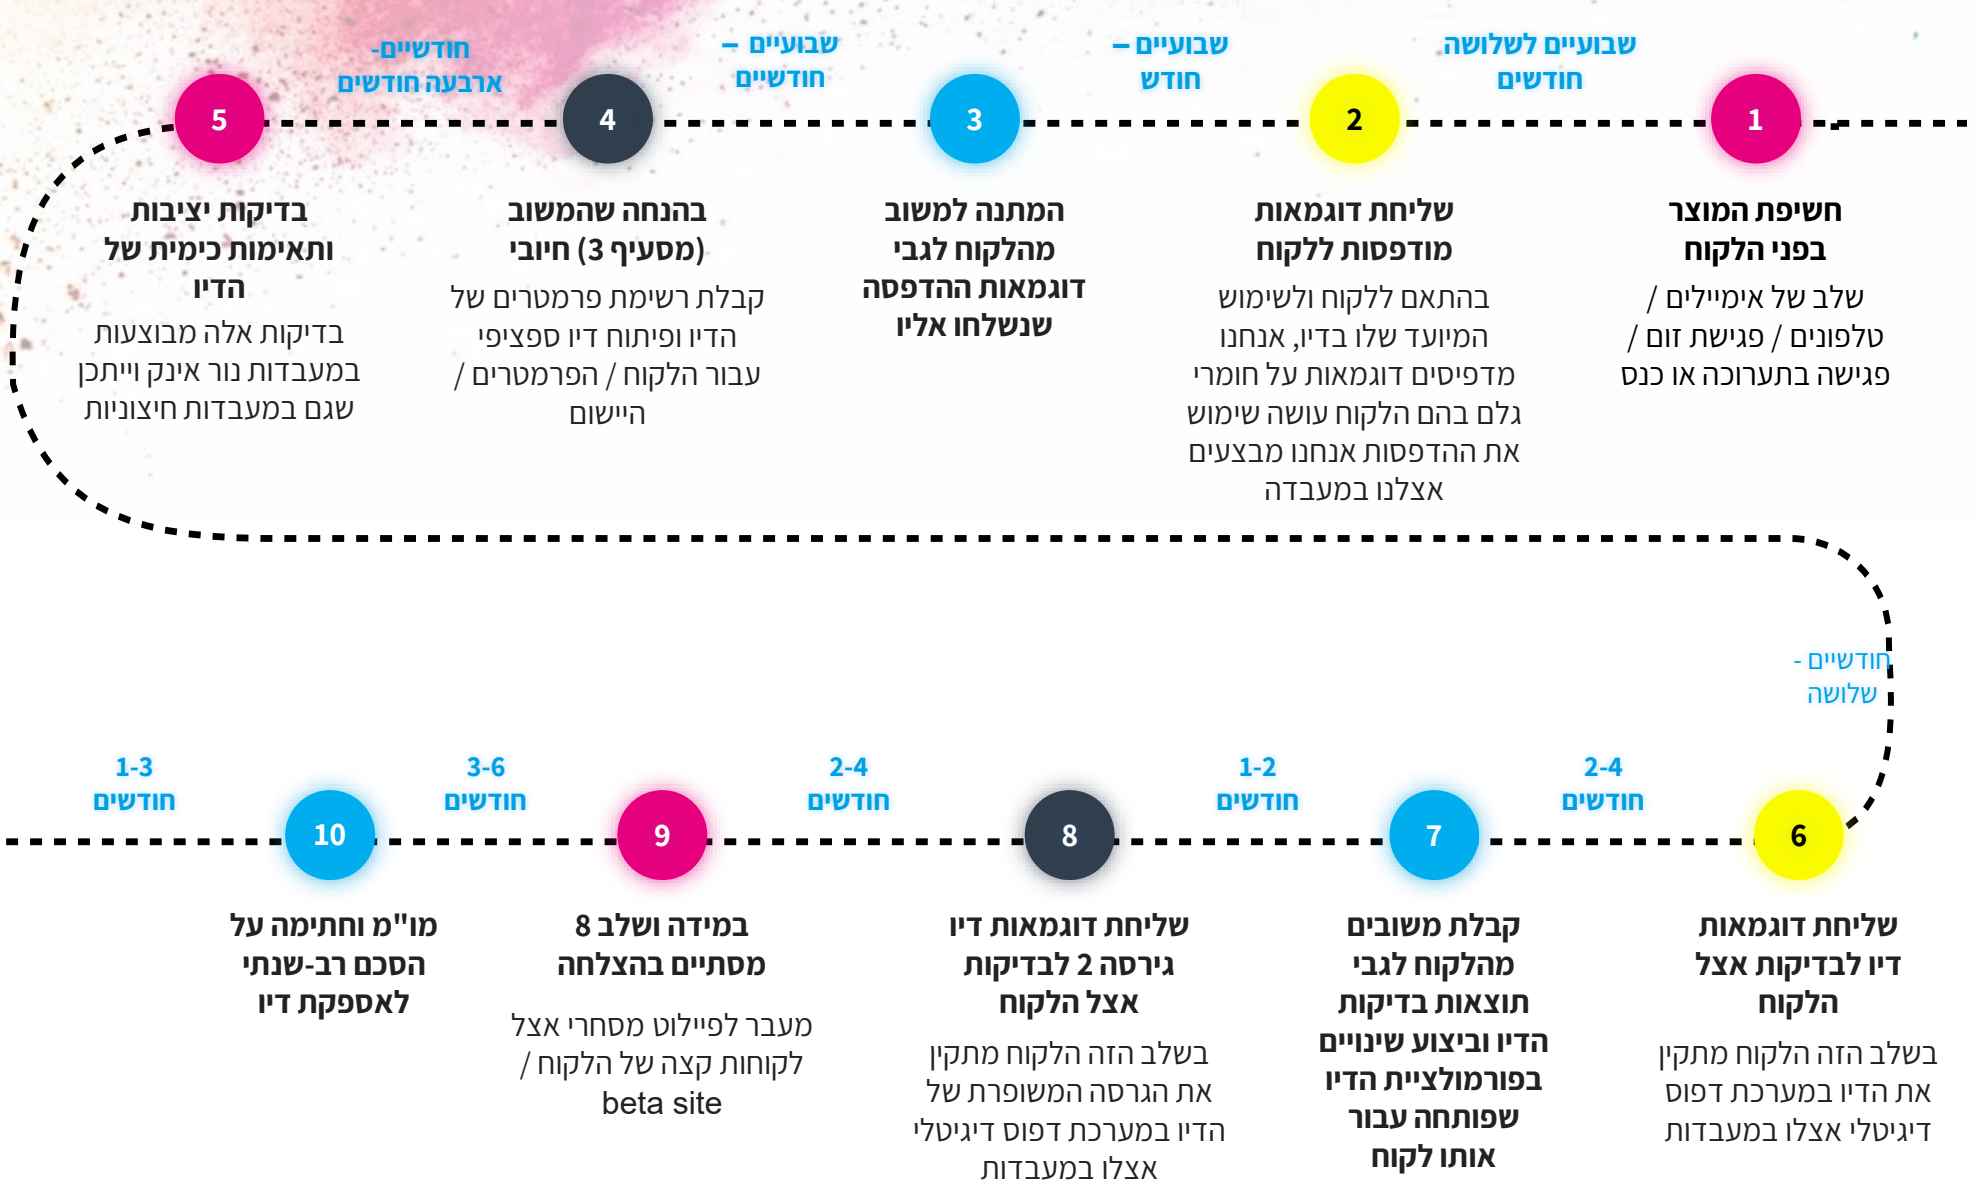 שבועיים לשלושה
חודשים
שבועיים –
חודש
שבועיים –
חודשיים
חודשיים-
ארבעה חודשים
1
חשיפת המוצר
בפני הלקוח
שלב של אימיילים /
טלפונים / פגישת זום /
פגישה בתערוכה או כנס
2
שליחת דוגמאות
מודפסות ללקוח
בהתאם ללקוח ולשימוש
המיועד שלו בדיו, אנחנו
מדפיסים דוגמאות על חומרי
גלם בהם הלקוח עושה שימוש
את ההדפסות אנחנו מבצעים
אצלנו במעבדה
3
המתנה למשוב
מהלקוח לגבי
דוגמאות ההדפסה
שנשלחו אליו
4
בהנחה שהמשוב
(מסעיף 3) חיובי
קבלת רשימת פרמטרים של
הדיו ופיתוח דיו ספציפי
עבור הלקוח / הפרמטרים /
היישום
5
בדיקות יציבות
ותאימות כימית של
הדיו
בדיקות אלה מבוצעות
במעבדות נור אינק וייתכן
שגם במעבדות חיצוניות
חודשיים -
שלושה
2-4
חודשים
1-2
חודשים
2-4
חודשים
3-6
חודשים
1-3
חודשים
6
שליחת דוגמאות
דיו לבדיקות אצל
הלקוח
בשלב הזה הלקוח מתקין
את הדיו במערכת דפוס
דיגיטלי אצלו במעבדות
7
קבלת משובים
מהלקוח לגבי
תוצאות בדיקות
הדיו וביצוע שינויים
בפורמולציית הדיו
שפותחה עבור
אותו לקוח
8
שליחת דוגמאות דיו
גירסה 2 לבדיקות
אצל הלקוח
בשלב הזה הלקוח מתקין
את הגרסה המשופרת של
הדיו במערכת דפוס דיגיטלי
אצלו במעבדות
9
במידה ושלב 8
מסתיים בהצלחה
מעבר לפיילוט מסחרי אצל
לקוחות קצה של הלקוח /
beta site
10
מו"מ וחתימה על
הסכם רב-שנתי
לאספקת דיו